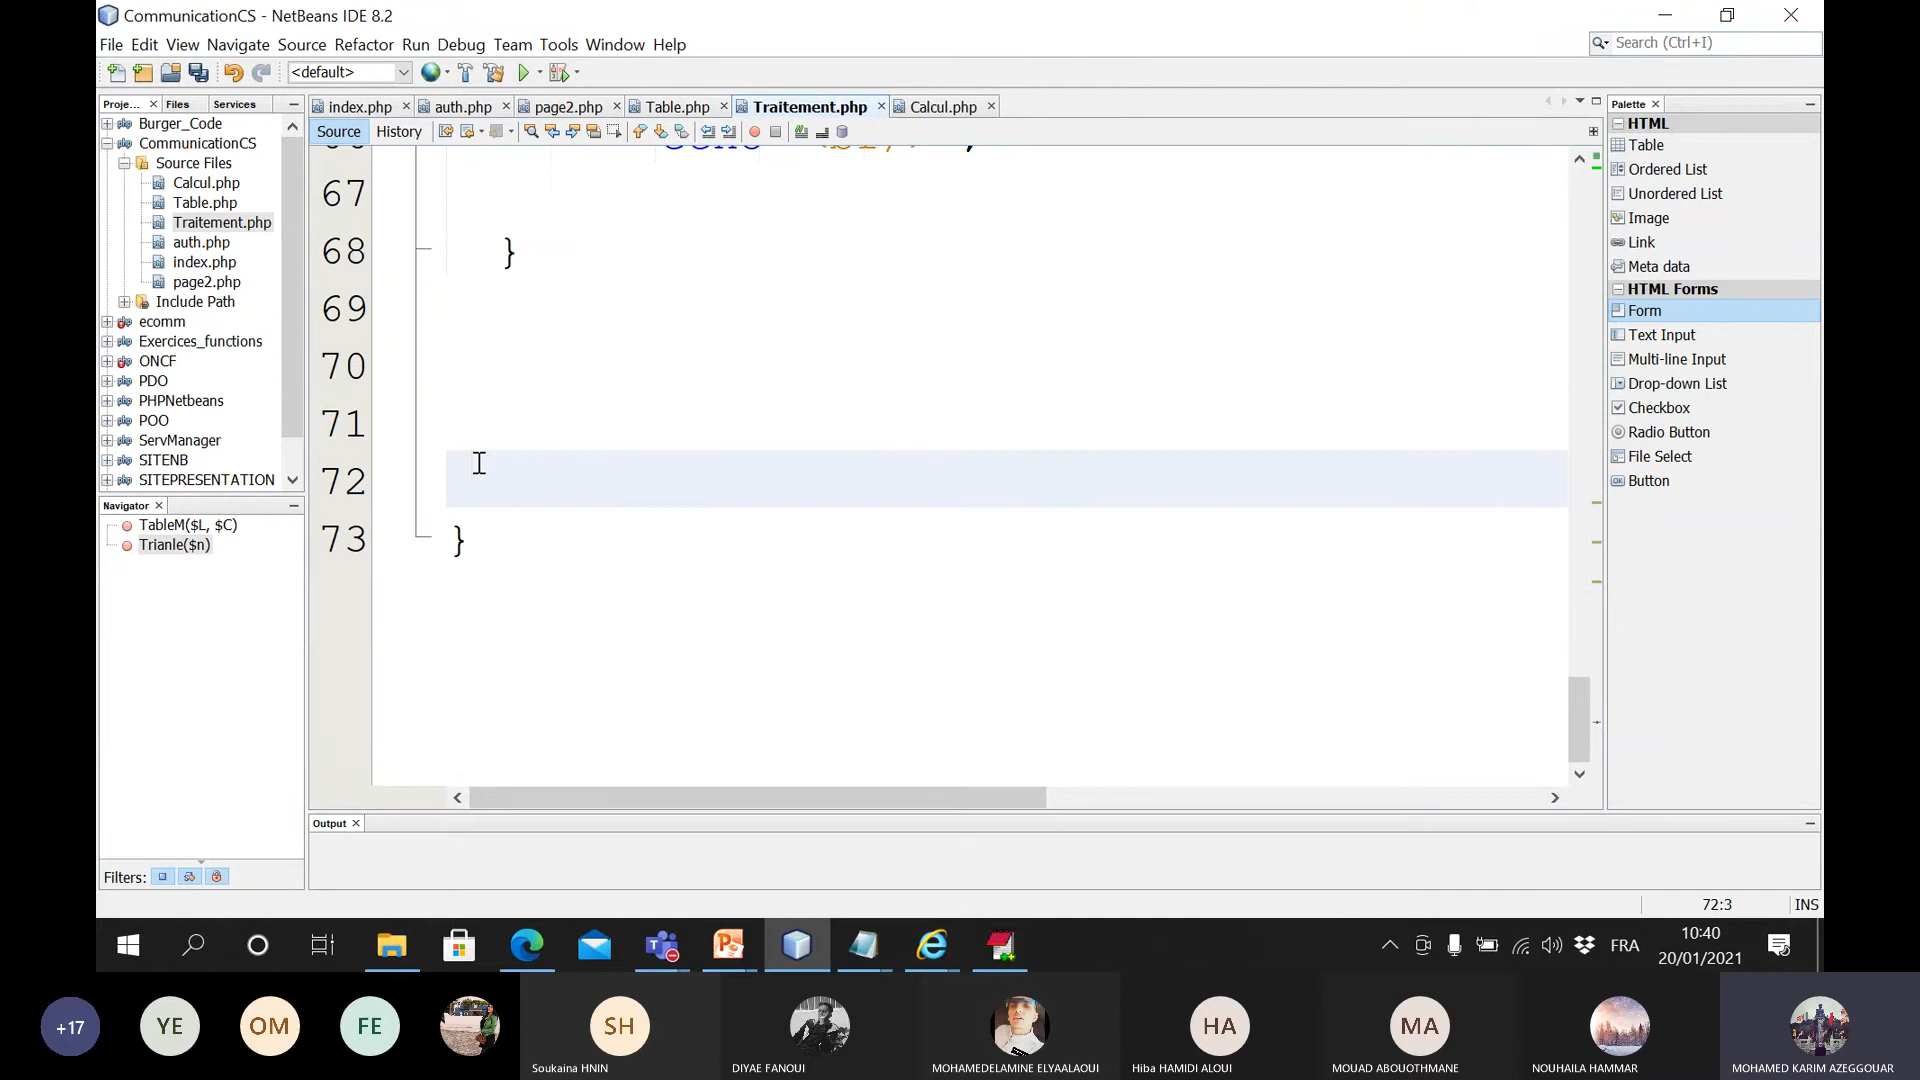 CommunicationCS - NetBeans IDE 8.2
File Edit View Navigate Source Refactor Run Debug Team Tools Window Help
Search (Ctrl+I)
<default>
Proje... Files Services
index.php auth.php page2.php Table.php Traitement.php Calcul.php
Palette
Source History
HTML
Table
Ordered List
Unordered List
Image
Link
Meta data
HTML Forms
Form
Text Input
Multi-line Input
Drop-down List
Checkbox
Radio Button
File Select
Button
Burger_Code
CommunicationCS
Source Files
Calcul.php
Table.php
Traitement.php
auth.php
index.php
page2.php
Include Path
ecomm
Exercices_functions
ONCF
PDO
PHPNetbeans
POO
ServManager
SITENB
SITEPRESENTATION
67
68 }
69
70
71
72
73 }
Navigator
TableM($L, $C)
Trianle($n)
Filters:
Output
72:3 INS
FRA
10:40
20/01/2021
+17 YE OM FE SH HA MA
Soukaina HNIN DIYAE FANOUI MOHAMEDELAMINE ELYAALAOUI Hiba HAMIDI ALOUI MOUAD ABOUOTHMANE NOUHAILA HAMMAR MOHAMED KARIM AZEGGOUAR